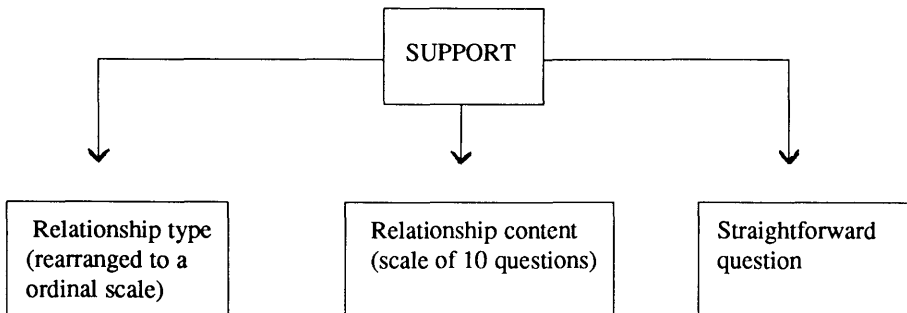 SUPPORT
Relationship type
(rearranged to a
ordinal scale)
Relationship content
(scale of 10 questions)
Straightforward
question